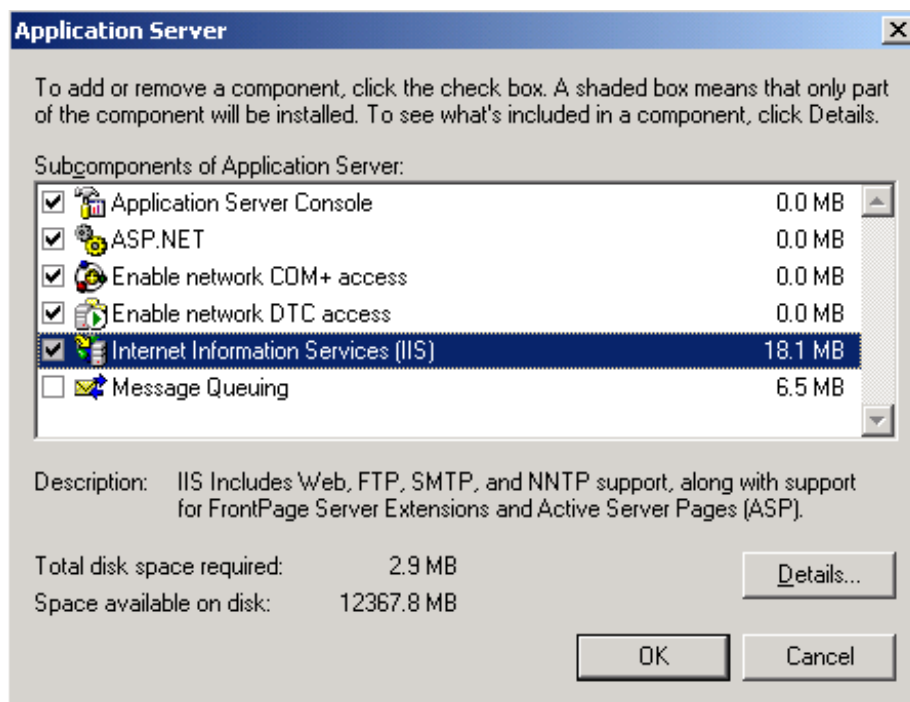 Application Server
To add or remove a component, click the check box. A shaded box means that only part
of the component will be installed. To see what's included in a component, click Details.
Subcomponents of Application Server:
Application Server Console 0.0 MB
ASP.NET 0.0 MB
Enable network COM+ access 0.0 MB
Enable network DTC access 0.0 MB
Internet Information Services (IIS) 18.1 MB
Message Queuing 6.5 MB
Description: IIS Includes Web, FTP, SMTP, and NNTP support, along with support
for FrontPage Server Extensions and Active Server Pages (ASP).
Total disk space required: 2.9 MB
Space available on disk: 12367.8 MB
Details...
OK Cancel